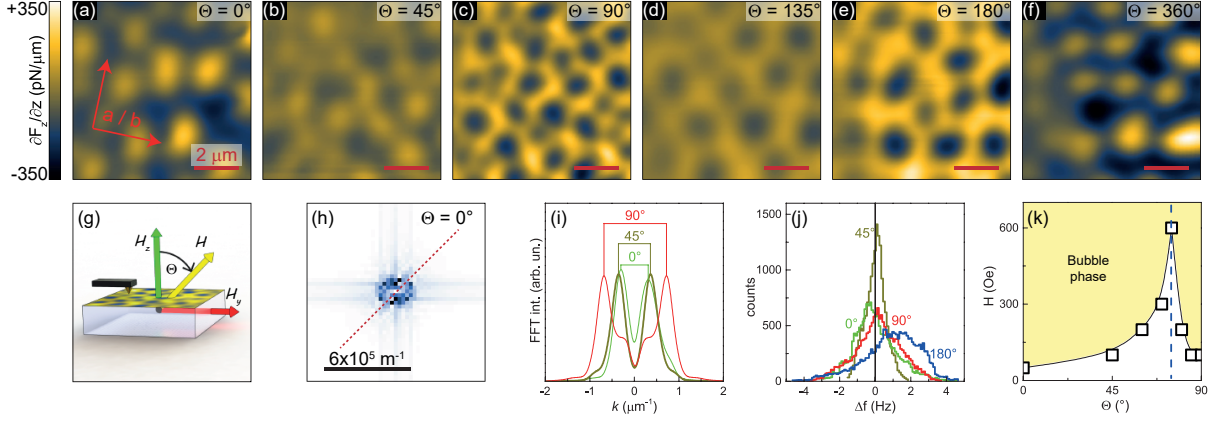 +350
-350
∂F_z/∂z (pN/μm)
(a) Θ = 0°
a / b
2 μm
(b) Θ = 45°
(c) Θ = 90°
(d) Θ = 135°
(e) Θ = 180°
(f) Θ = 360°
(g)
H_z
H
Θ
H_y
(h) Θ = 0°
6x10⁵ m⁻¹
(i)
90°
45°
0°
FFT int. (arb. un.)
-2 -1 0 1 2
k (μm⁻¹)
(j)
1500
1000
500
0
counts
45°
0°
90°
180°
-4 -2 0 2 4
Δf (Hz)
(k)
600
300
0
H (Oe)
Bubble
phase
0 45 90
Θ (°)